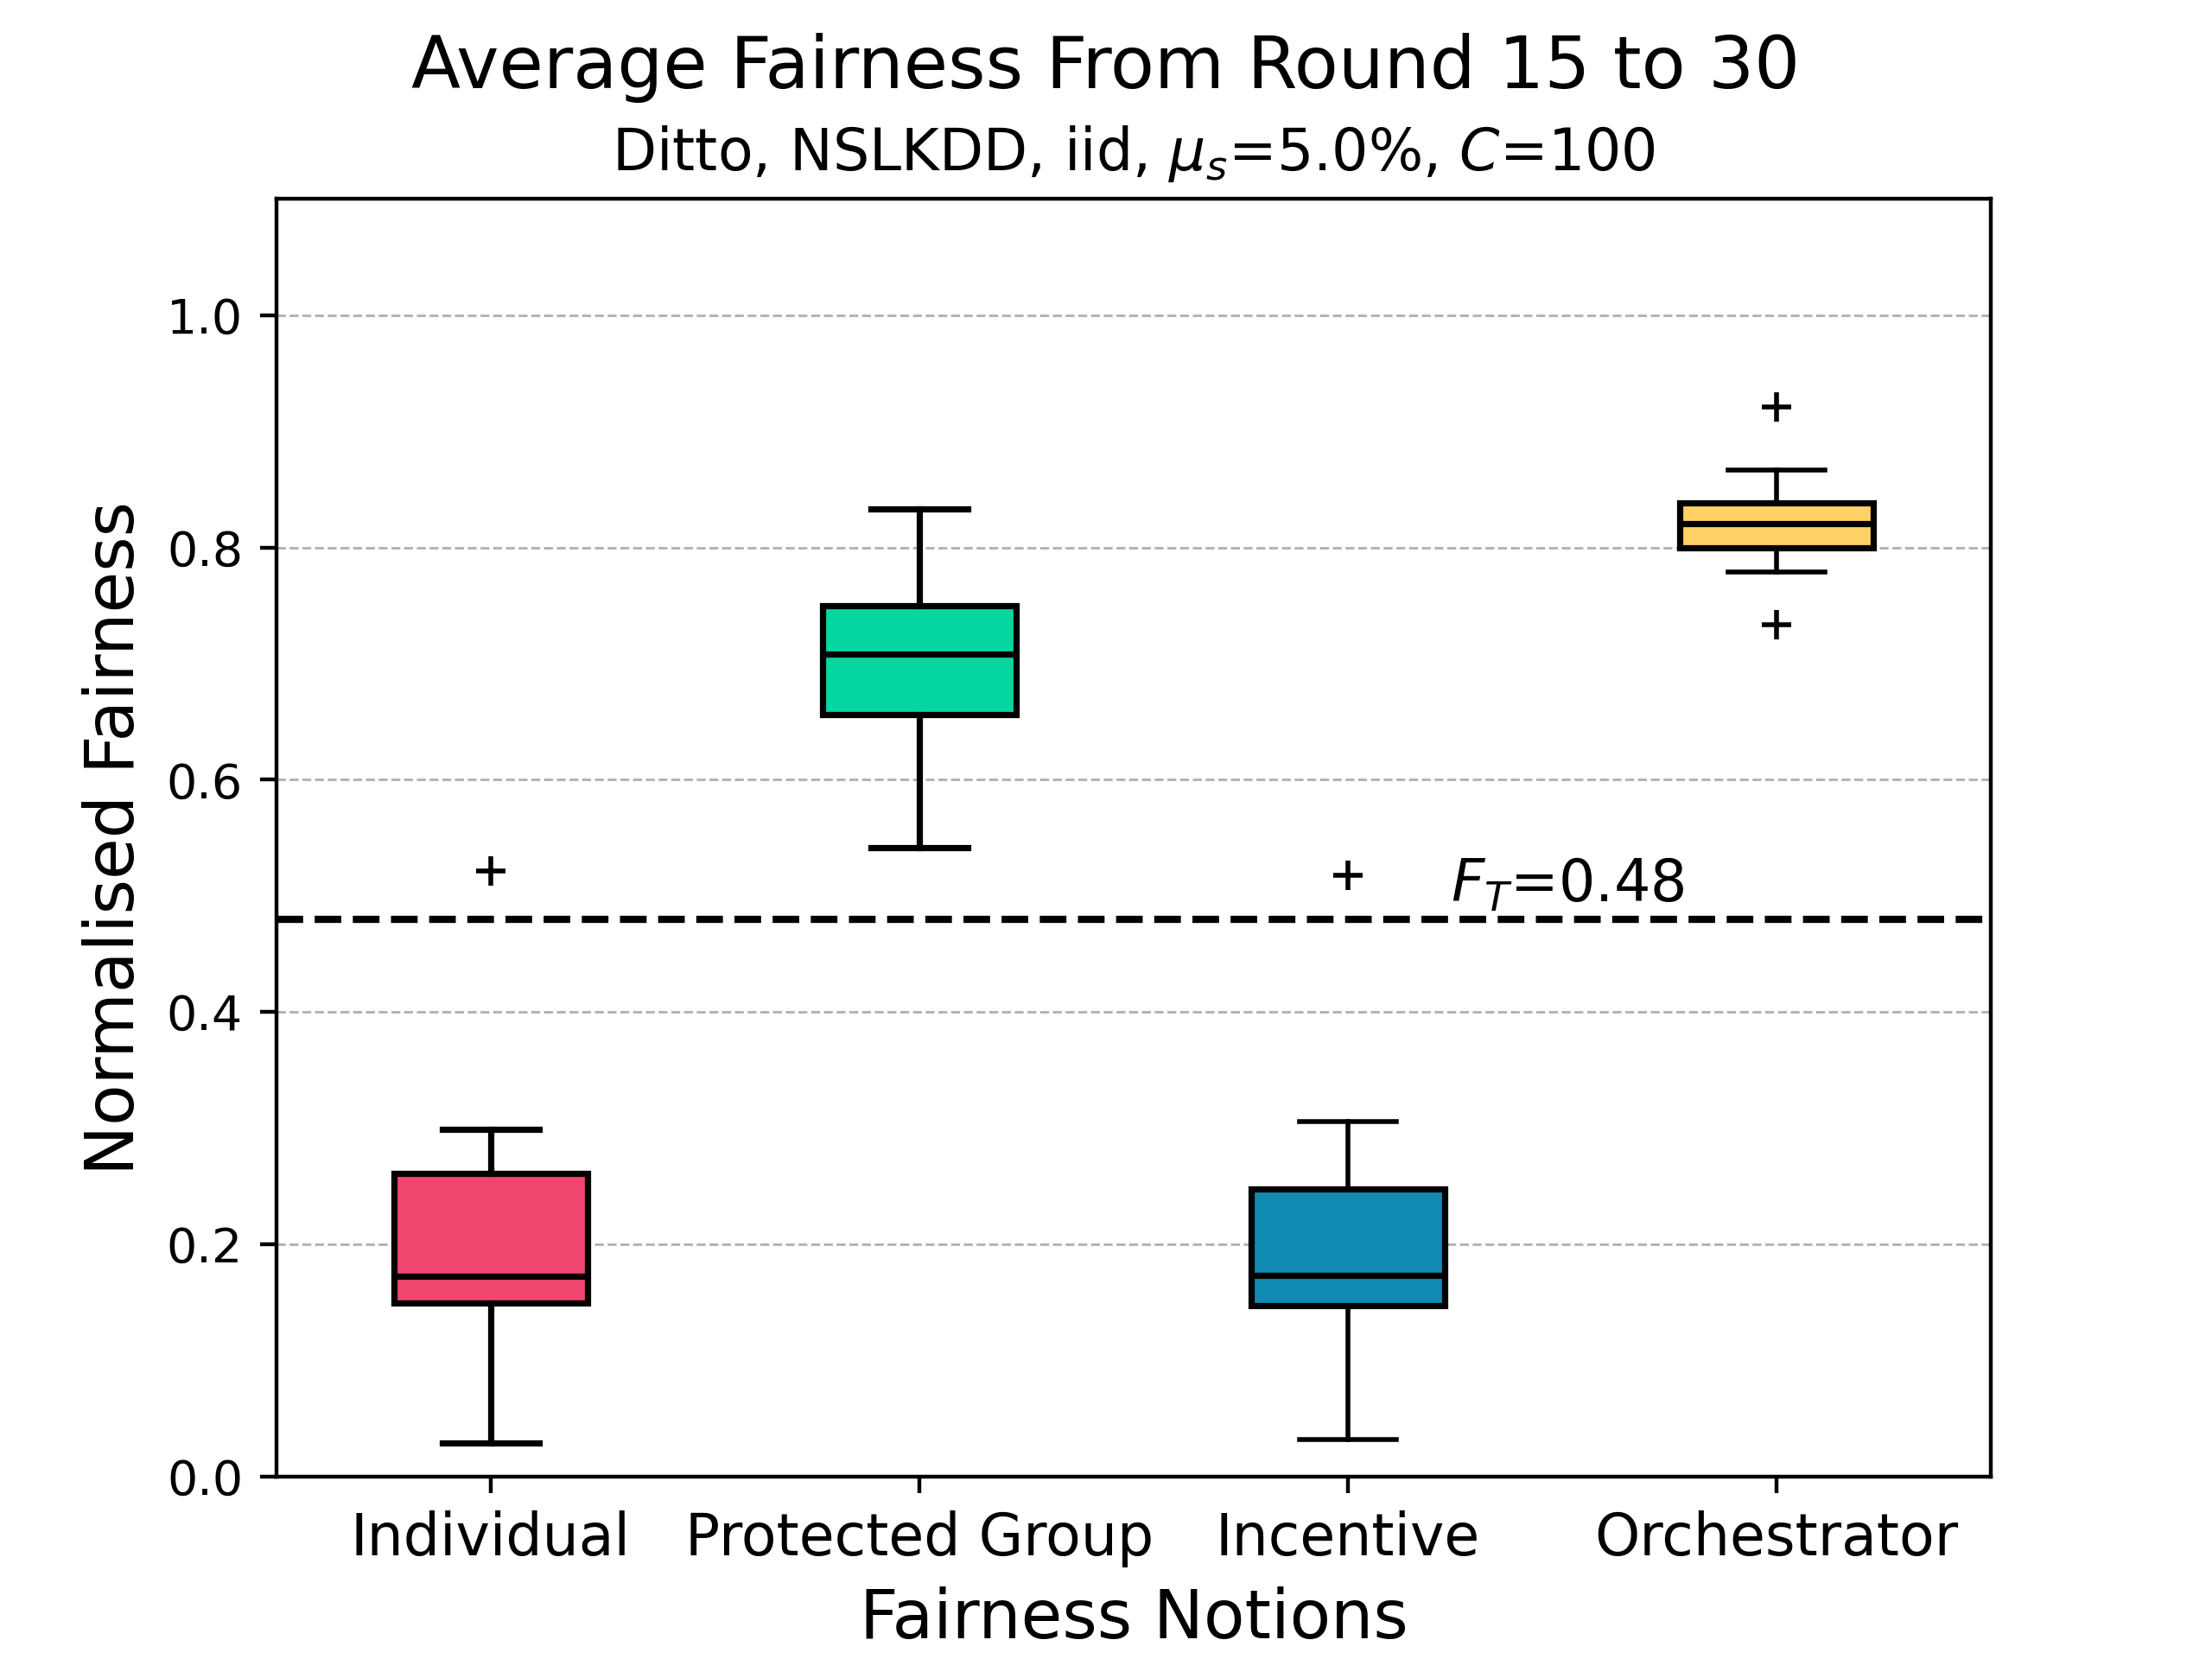 Average Fairness From Round 15 to 30
Ditto, NSLKDD, iid, μₛ=5.0%, C=100
Normalised Fairness
1.0
0.8
0.6
0.4
0.2
0.0
F_T=0.48
Individual Protected Group Incentive Orchestrator
Fairness Notions